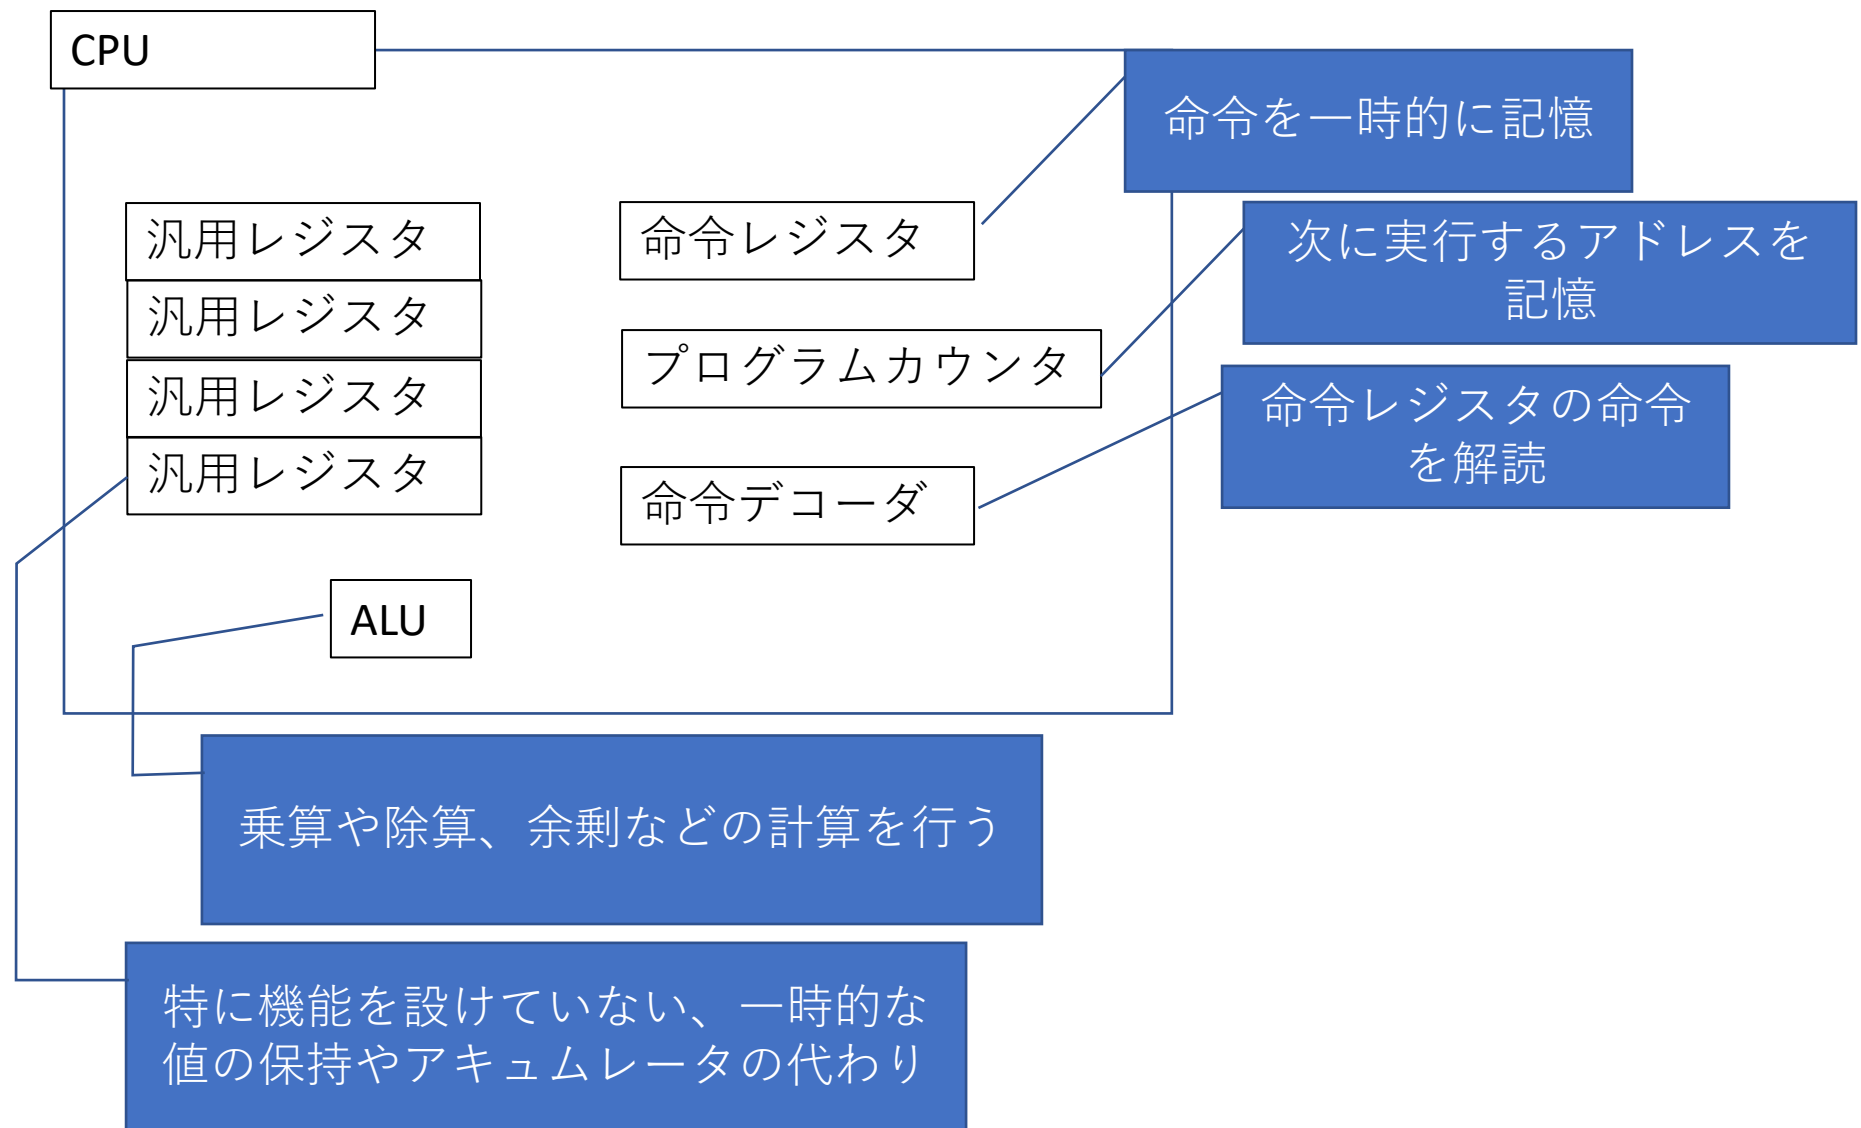 CPU
命令を一時的に記憶
汎用レジスタ
命令レジスタ
次に実行するアドレスを
記憶
汎用レジスタ
プログラムカウンタ
汎用レジスタ
命令レジスタの命令
を解読
汎用レジスタ
命令デコーダ
ALU
乗算や除算、余剰などの計算を行う
特に機能を設けていない、一時的な
値の保持やアキュムレータの代わり